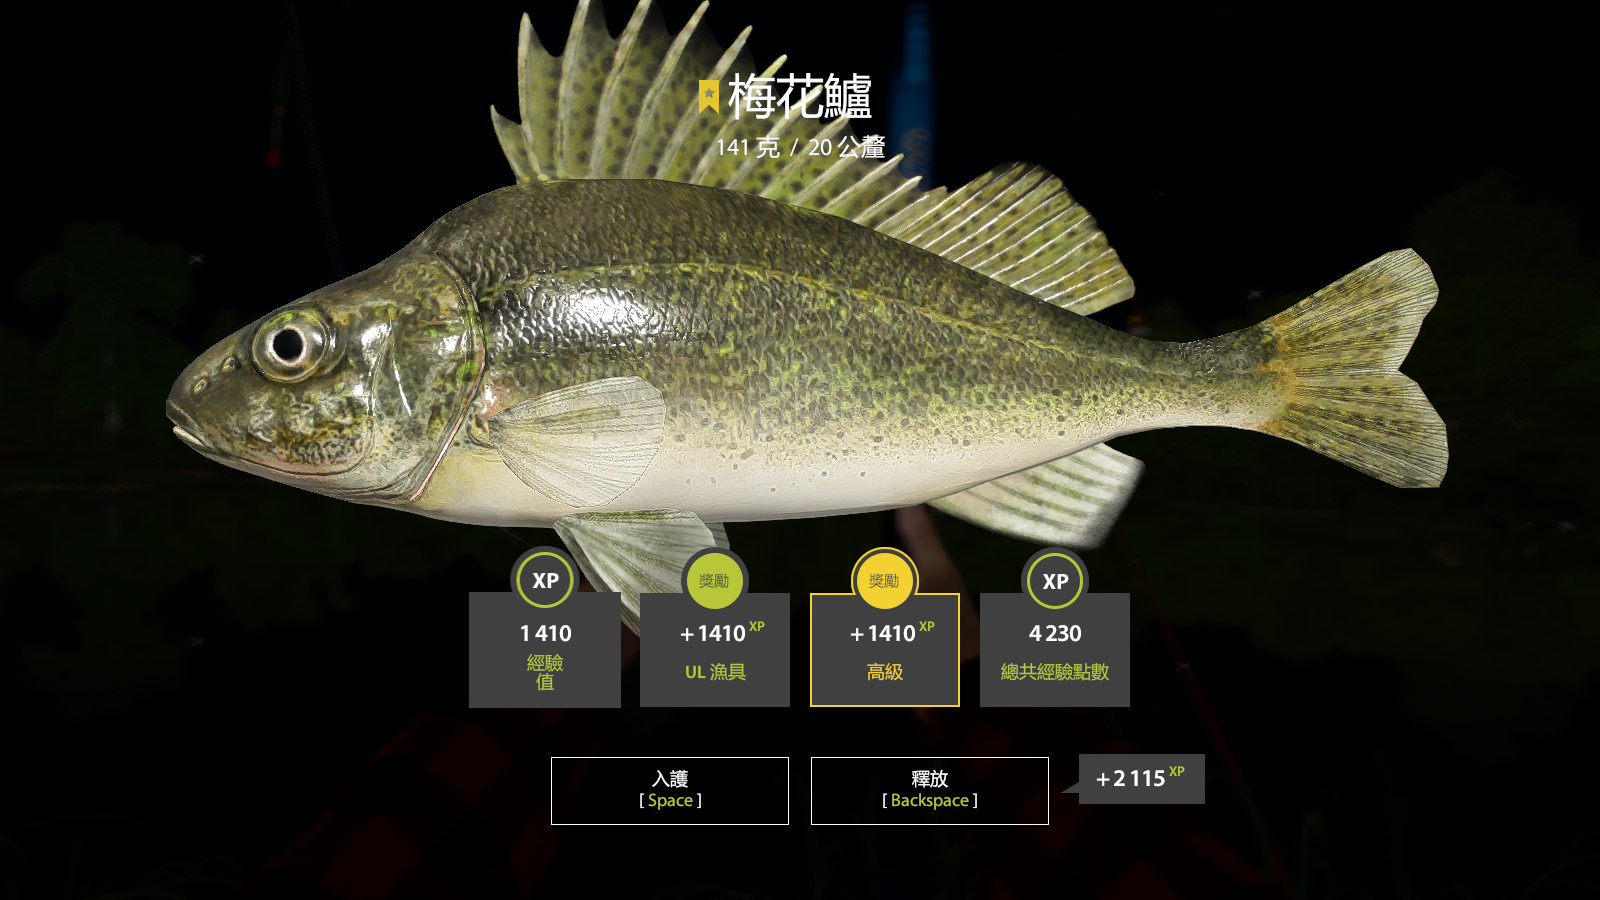 梅花鱸
141 克 / 20 公釐
XP
獎勵
獎勵
XP
1 410
經驗
值
+ 1410 XP
UL 漁具
+ 1410 XP
高級
4 230
總共經驗點數
入護
[ Space ]
釋放
[ Backspace ]
+ 2 115 XP